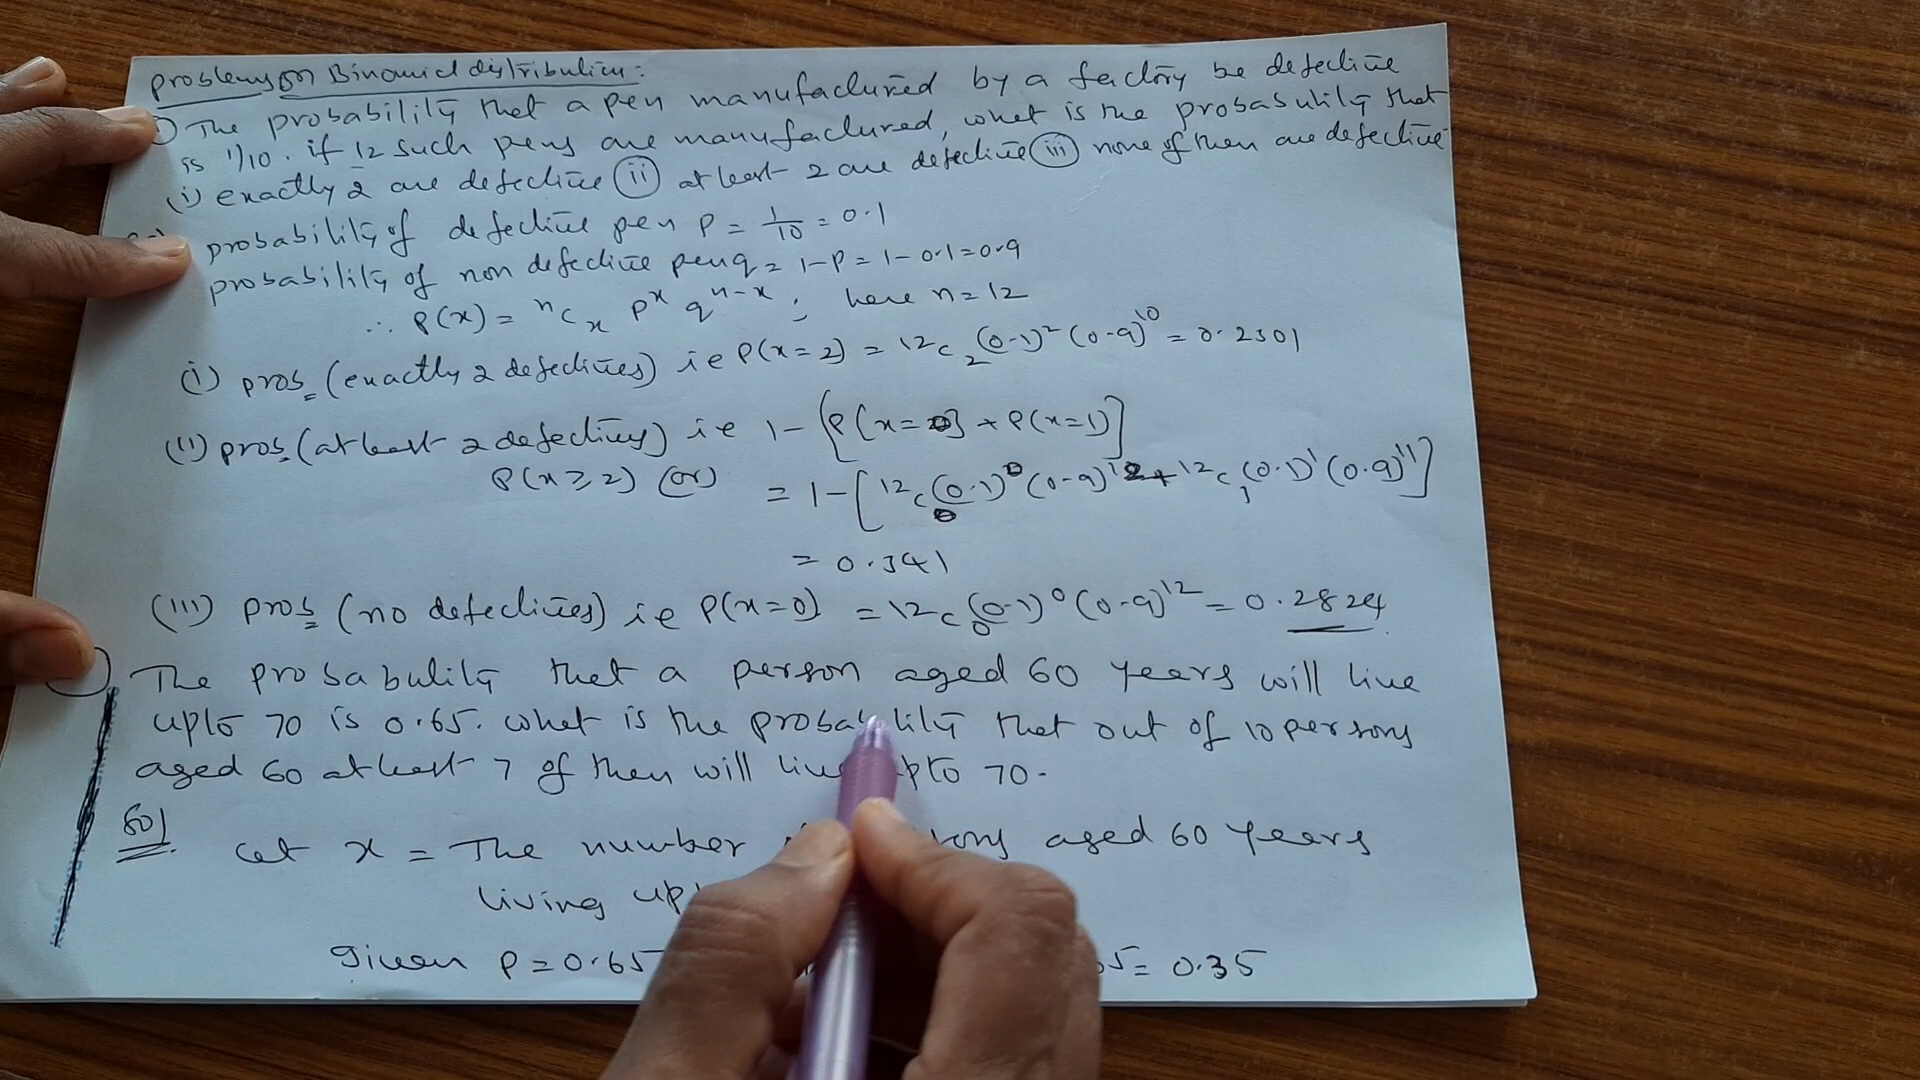 problems on Binomial distribution:
① The probability that a pen manufactured by a factory be defective
is 1/10. if 12 such pens are manufactured, what is the probability that
(i) exactly 2 are defective (ii) at least 2 are defective (iii) none of them are defective
probability of defective pen p = 1/10 = 0.1
probability of non defective pen q = 1-p = 1-0.1 = 0.9
∴ p(x) = nCx p^x q^n-x; here n=12
(i) prob (exactly 2 defectives) ie p(x=2) = 12C2 (0.1)^2 (0.9)^10 = 0.2301
(ii) prob (at least 2 defectives) ie 1-[p(x=0) + p(x=1)]
p(x≥2) (or) = 1-[12C0 (0.1)^0 (0.9)^12 + 12C1 (0.1)^1 (0.9)^11]
= 0.341
(iii) prob (no defectives) ie p(x=0) = 12C0 (0.1)^0 (0.9)^12 = 0.2824
The probability that a person aged 60 years will live
upto 70 is 0.65. what is the probability that out of 10 persons
aged 60 at least 7 of them will live upto 70.
Sol
Let x = The number aged 60 years
living
Given p = 0.65 = 0.35